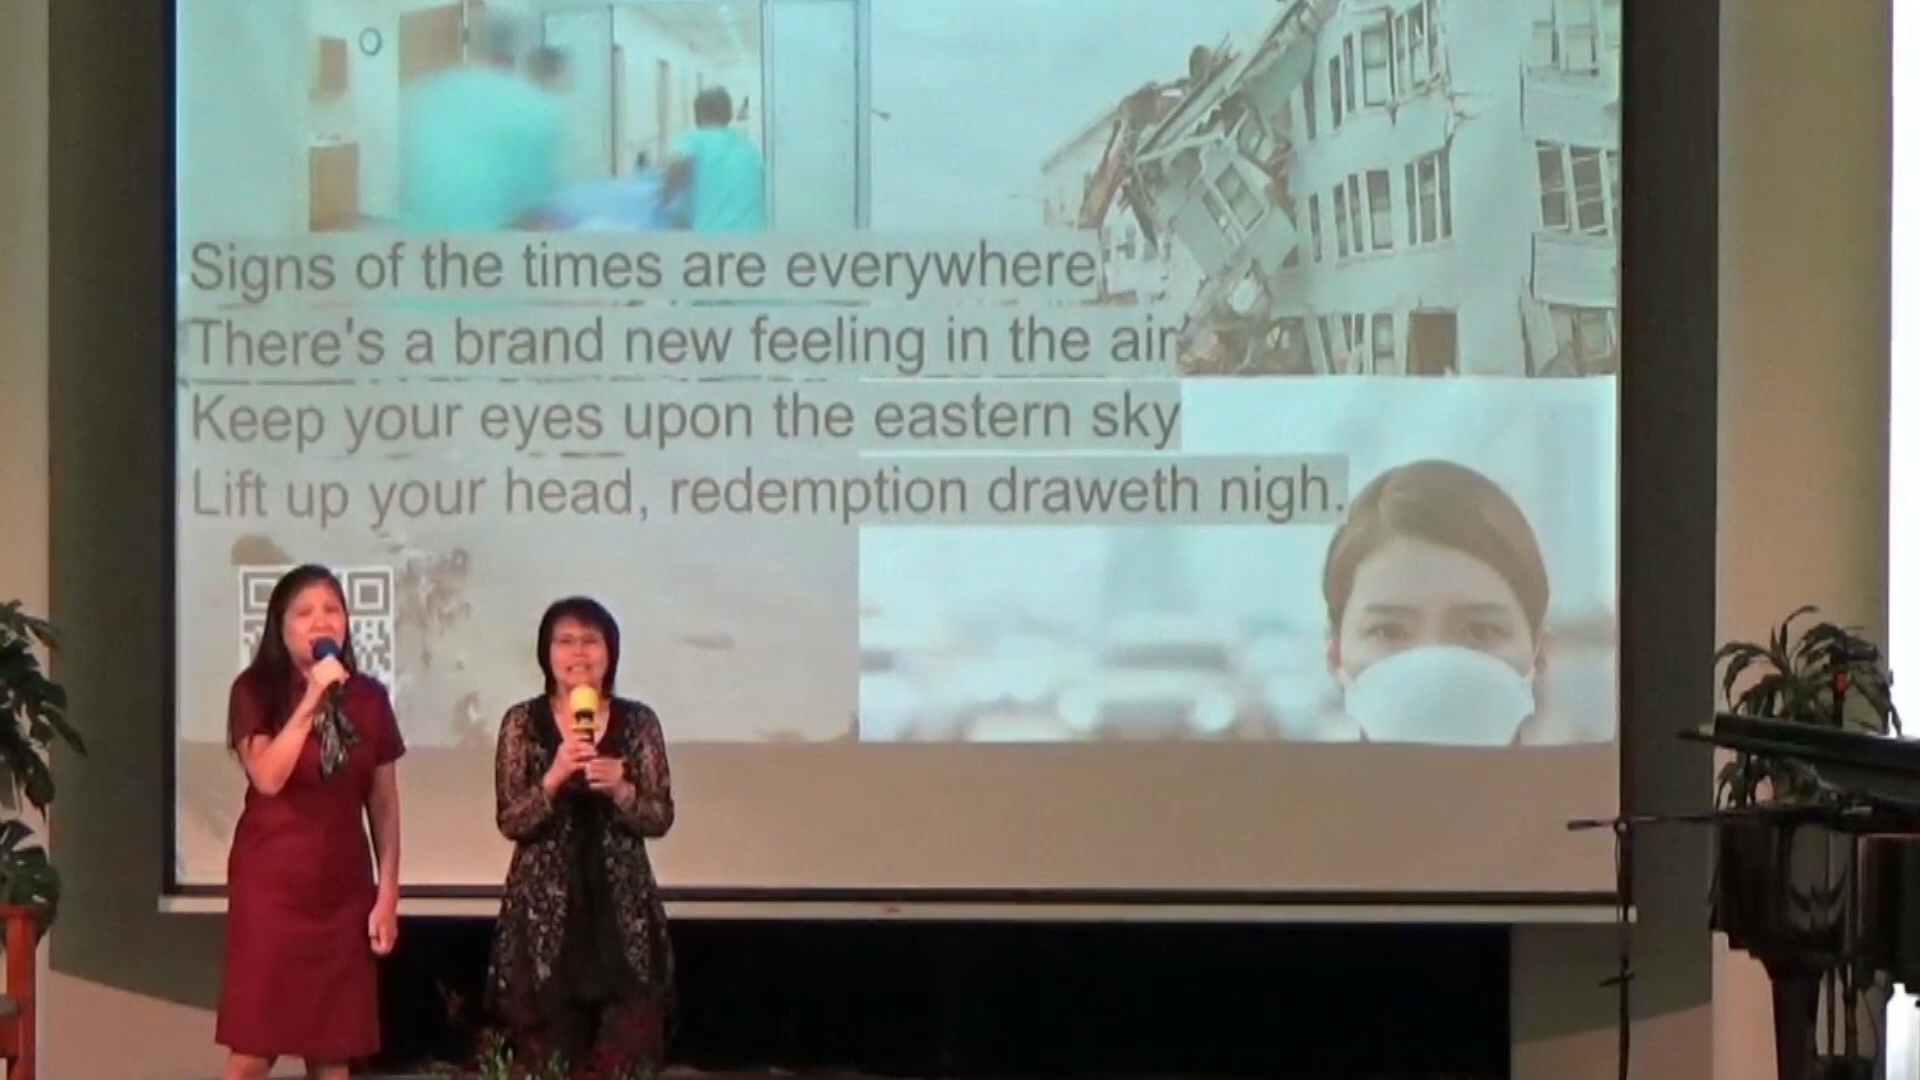 Signs of the times are everywhere
There's a brand new feeling in the air
Keep your eyes upon the eastern sky
Lift up your head, redemption draweth nigh.